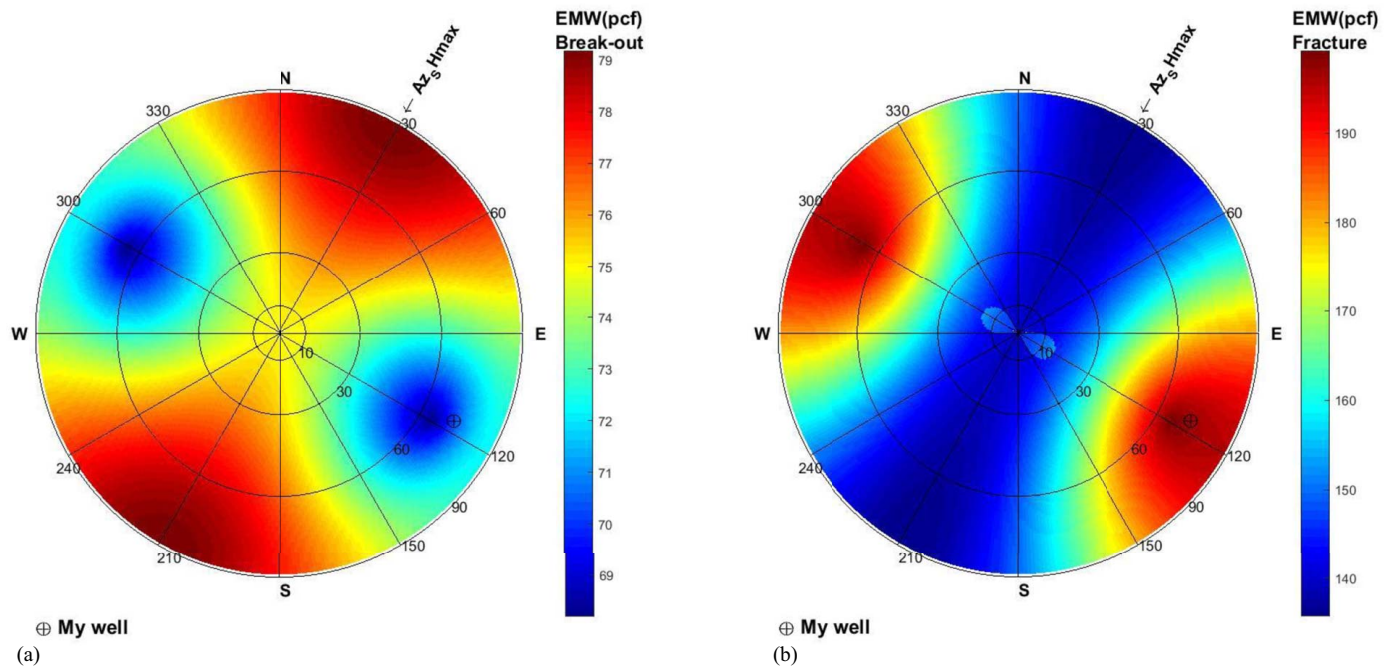 EMW(pcf)
Break-out
79
78
77
76
75
74
73
72
71
70
69
← Az_S Hmax
N
30
60
E
120
90
150
S
210
240
W
300
330
10
30
60
⊕ My well
(a)
EMW(pcf)
Fracture
190
180
170
160
150
140
← Az_S Hmax
N
30
60
E
120
90
150
S
210
240
W
300
330
10
30
60
⊕ My well
(b)